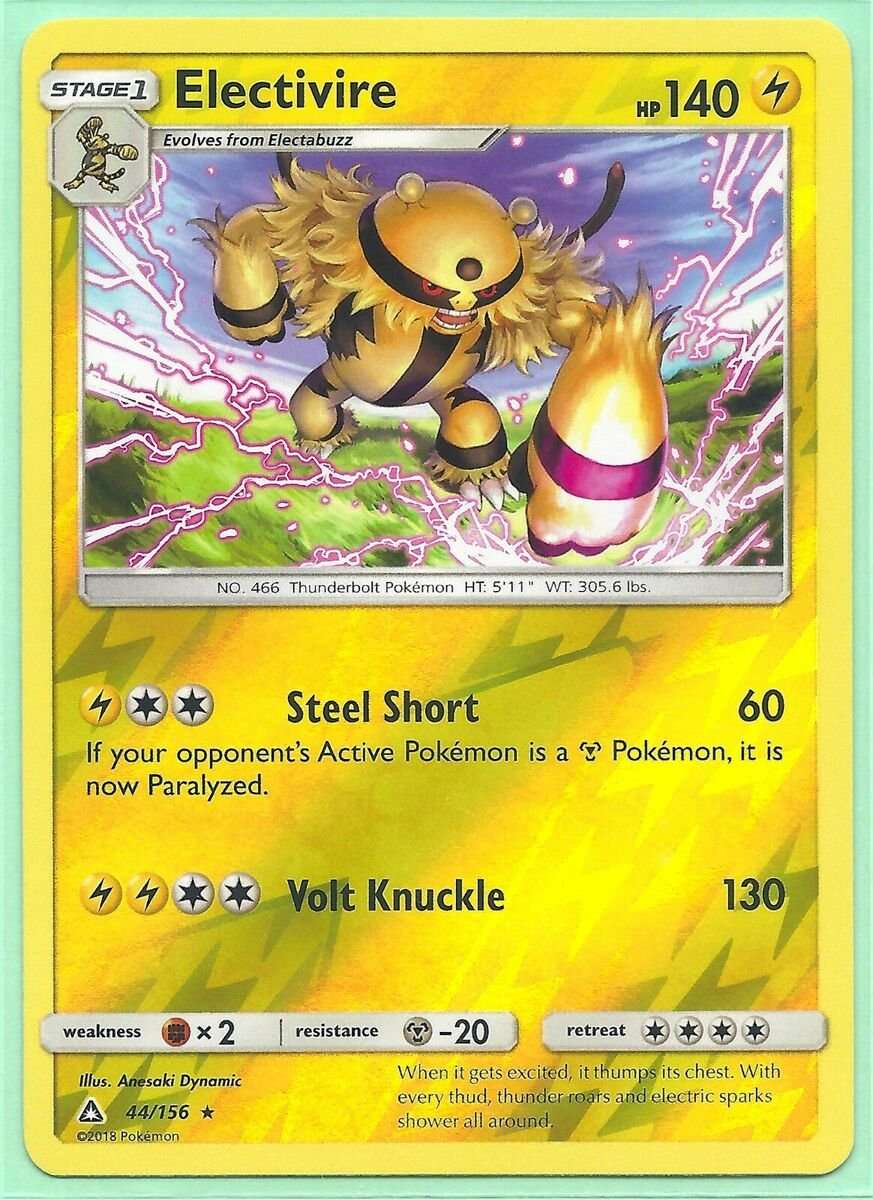 STAGE1 Electivire HP140
Evolves from Electabuzz
NO. 466 Thunderbolt Pokémon HT: 5'11" WT: 305.6 lbs.
Steel Short 60
If your opponent's Active Pokémon is a Pokémon, it is
now Paralyzed.
Volt Knuckle 130
weakness ×2 resistance -20 retreat
Illus. Anesaki Dynamic
44/156 ★
©2018 Pokémon
When it gets excited, it thumps its chest. With
every thud, thunder roars and electric sparks
shower all around.